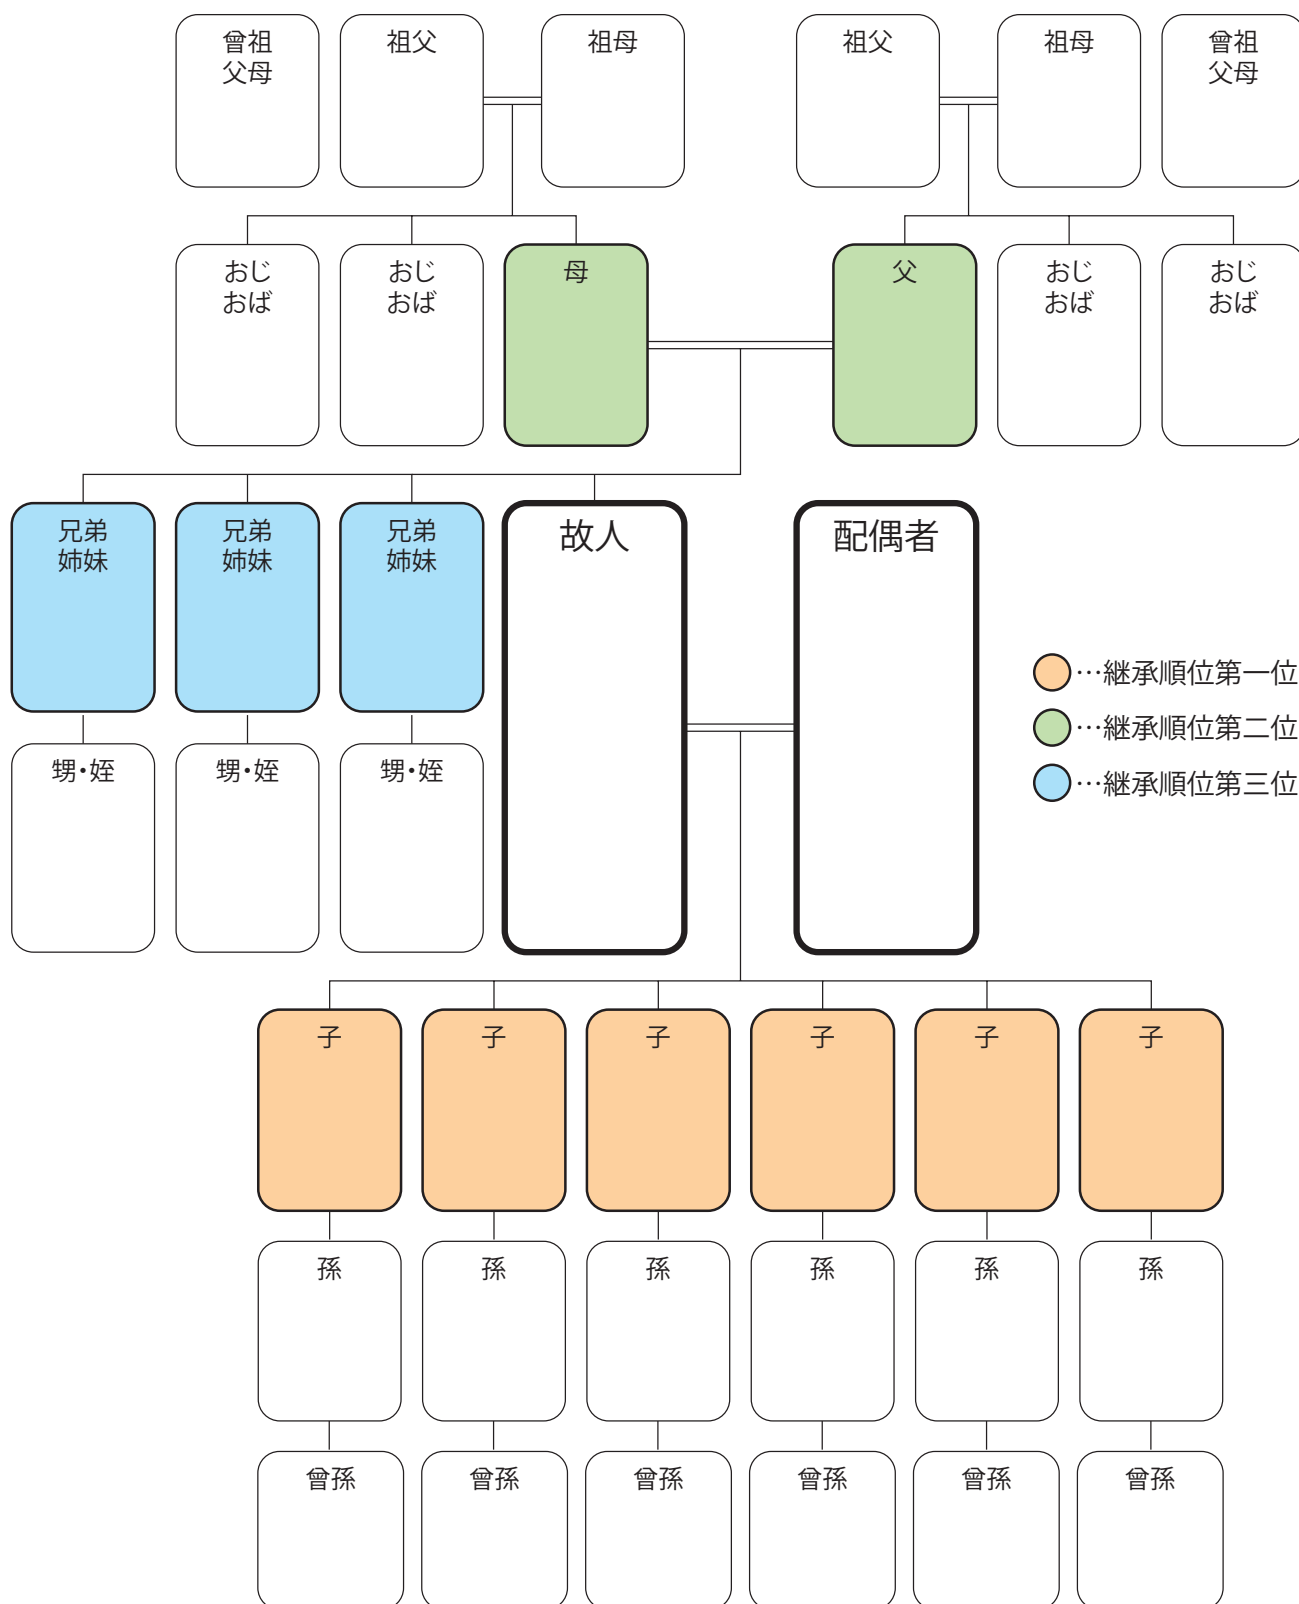 曾祖
父母
祖父
祖母
祖父
祖母
曾祖
父母
おじ
おば
おじ
おば
母
父
おじ
おば
おじ
おば
兄弟
姉妹
兄弟
姉妹
兄弟
姉妹
故人
配偶者
…継承順位第一位
…継承順位第二位
…継承順位第三位
甥・姪
甥・姪
甥・姪
子
子
子
子
子
子
孫
孫
孫
孫
孫
孫
曾孫
曾孫
曾孫
曾孫
曾孫
曾孫